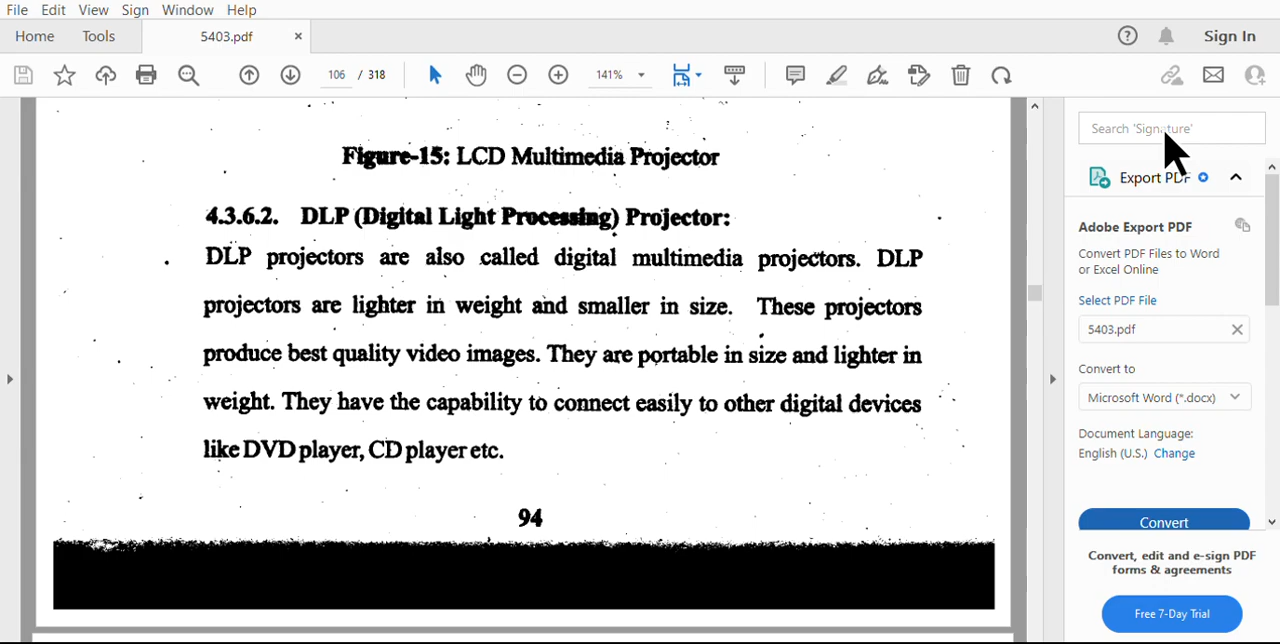 File Edit View Sign Window Help
Home Tools 5403.pdf × Sign In
106 / 318 141%
Figure-15: LCD Multimedia Projector
4.3.6.2. DLP (Digital Light Processing) Projector:
DLP projectors are also called digital multimedia projectors. DLP
projectors are lighter in weight and smaller in size. These projectors
produce best quality video images. They are portable in size and lighter in
weight. They have the capability to connect easily to other digital devices
like DVD player, CD player etc.
94
Search 'Signature'
Export PDF
Adobe Export PDF
Convert PDF Files to Word
or Excel Online
Select PDF File
5403.pdf
Convert to
Microsoft Word (*.docx)
Document Language:
English (U.S.) Change
Convert
Convert, edit and e-sign PDF
forms & agreements
Free 7-Day Trial